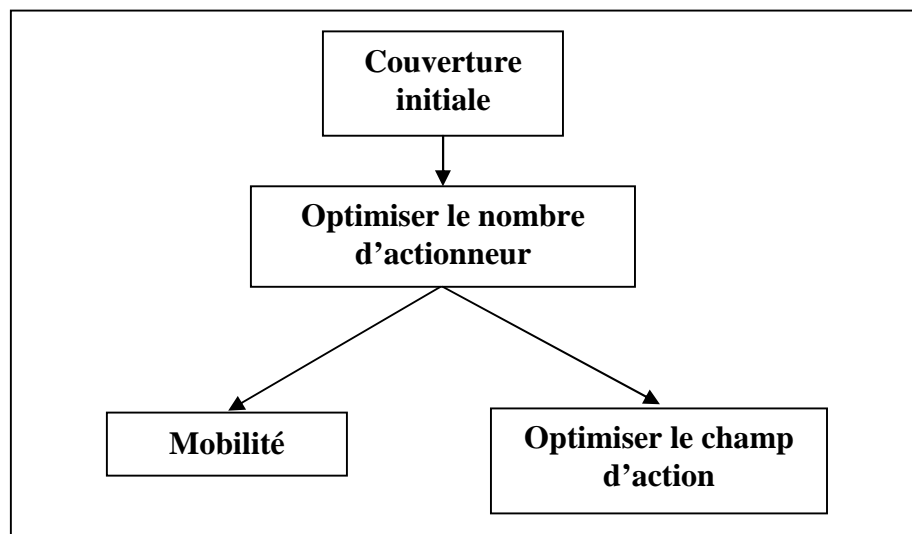 Couverture
initiale
Optimiser le nombre
d’actionneur
Mobilité
Optimiser le champ
d’action